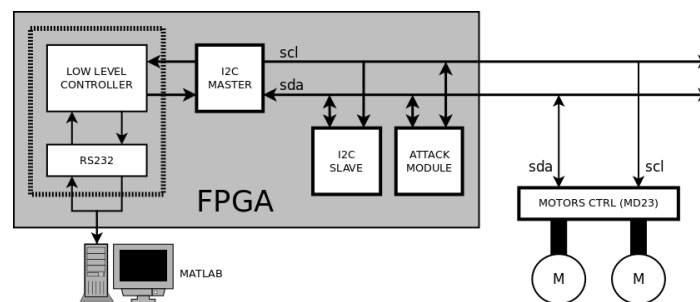 LOW LEVEL
CONTROLLER
RS232
I2C
MASTER
scl
sda
I2C
SLAVE
ATTACK
MODULE
FPGA
sda
scl
MOTORS CTRL (MD23)
M
M
MATLAB